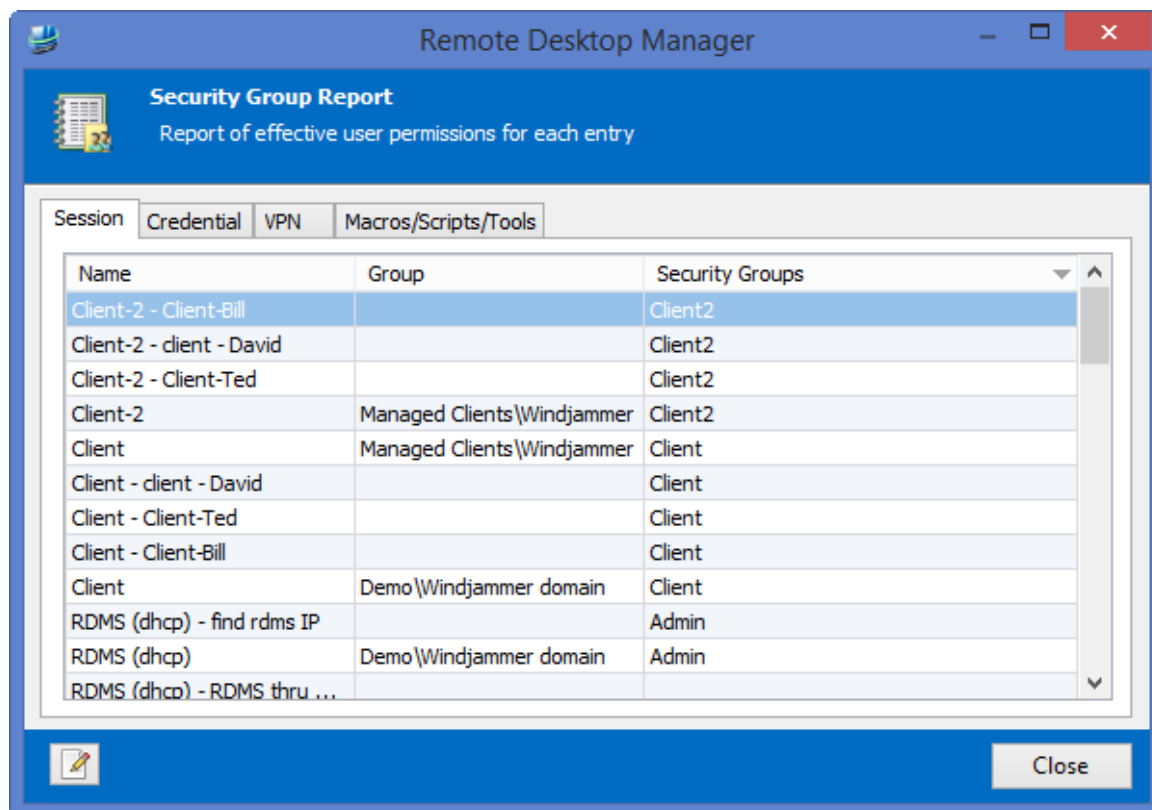 Remote Desktop Manager
Security Group Report
Report of effective user permissions for each entry
Session Credential VPN Macros/Scripts/Tools
Name Group Security Groups
Client-2 - Client-Bill Client2
Client-2 - client - David Client2
Client-2 - Client-Ted Client2
Client-2 Managed Clients\Windjammer Client2
Client Managed Clients\Windjammer Client
Client - client - David Client
Client - Client-Ted Client
Client - Client-Bill Client
Client Demo\Windjammer domain Client
RDMS (dhcp) - find rdms IP Admin
RDMS (dhcp) Demo\Windjammer domain Admin
RDMS (dhcp) - RDMS thru ...
Close